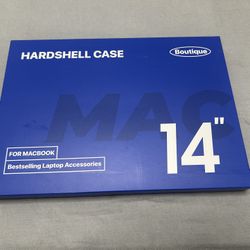 HARDSHELL CASE
Boutique
MAC
14"
FOR MACBOOK
Bestselling Laptop Accessories